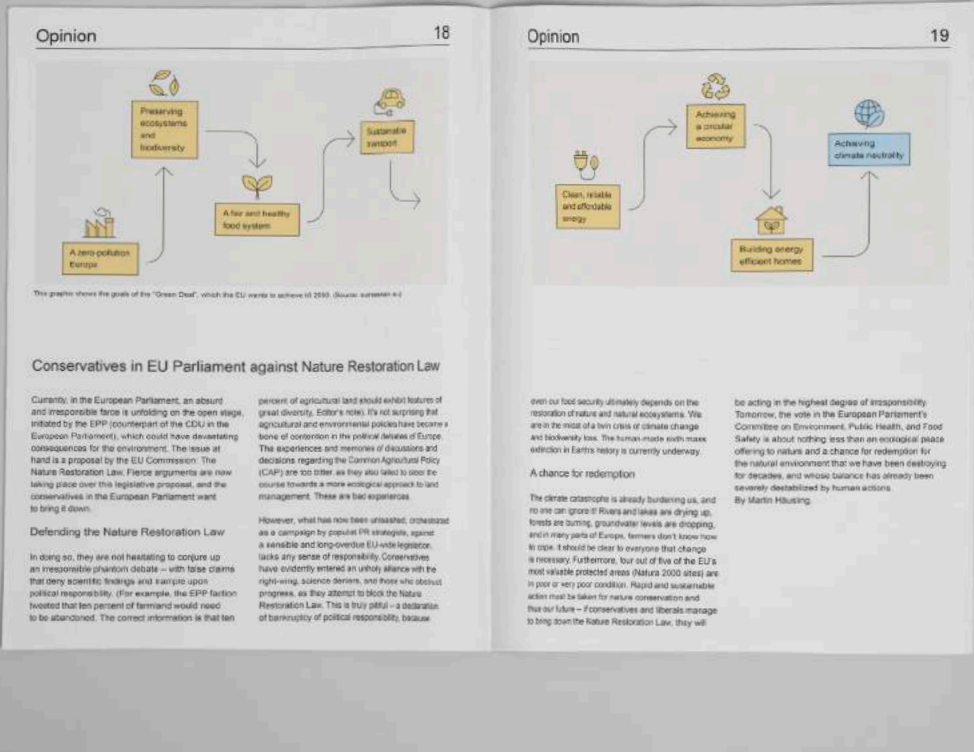 Opinion
18
Preserving
ecosystems
and
biodiversity
Sustainable
transport
A fair and healthy
food system
A zero-pollution
Europe
This graphic shows the goals of the "Green Deal", which the EU wants to achieve till 2050. (Source:
Conservatives in EU Parliament against Nature Restoration Law
Currently, in the European Parliament, an absurd
and irresponsible farce is unfolding on the open stage,
initiated by the EPP (counterpart of the CDU in the
European Parliament), which could have devastating
consequences for the environment. The issue at
hand is a proposal by the EU Commission: The
Nature Restoration Law. Fierce arguments are now
taking place over this legislative proposal, and the
conservatives in the European Parliament want
to bring it down.
Defending the Nature Restoration Law
In doing so, they are not hesitating to conjure up
an irresponsible phantom debate – with false claims
that deny scientific findings and trample upon
political responsibility. (For example, the EPP faction
tweeted that ten percent of farmland would need
to be abandoned. The correct information is that ten
percent of agricultural land should exhibit features of
great diversity, Editor's note). It's not surprising that
agricultural and environmental policies have become a
bone of contention in the political debates of Europe.
The experiences and memories of discussions and
decisions regarding the Common Agricultural Policy
(CAP) are too bitter, as they also failed to steer the
course towards a more ecological approach to land
management. These are bad experiences.
However, what has now been unleashed, orchestrated
as a campaign by populist PR strategists, against
a sensible and long-overdue EU-wide legislation,
lacks any sense of responsibility. Conservatives
have evidently entered an unholy alliance with the
right-wing, science deniers, and those who obstruct
progress, as they attempt to block the Nature
Restoration Law. This is truly pitiful – a declaration
of bankruptcy of political responsibility, because
Opinion
19
Achieving
a circular
economy
Achieving
climate neutrality
Clean, reliable
and affordable
energy
Building energy
efficient homes
even our food security ultimately depends on the
restoration of nature and natural ecosystems. We
are in the midst of a twin crisis of climate change
and biodiversity loss. The human-made sixth mass
extinction in Earth's history is currently underway.
A chance for redemption
The climate catastrophe is already burdening us, and
no one can ignore it! Rivers and lakes are drying up,
forests are burning, groundwater levels are dropping,
and in many parts of Europe, farmers don't know how
to cope. It should be clear to everyone that change
is necessary. Furthermore, four out of five of the EU's
most valuable protected areas (Natura 2000 sites) are
in poor or very poor condition. Rapid and sustainable
action must be taken for nature conservation and
thus our future – if conservatives and liberals manage
to bring down the Nature Restoration Law, they will
be acting in the highest degree of irresponsibility.
Tomorrow, the vote in the European Parliament's
Committee on Environment, Public Health, and Food
Safety is about nothing less than an ecological peace
offering to nature and a chance for redemption for
the natural environment that we have been destroying
for decades, and whose balance has already been
severely destabilized by human actions.
By Martin Häusling